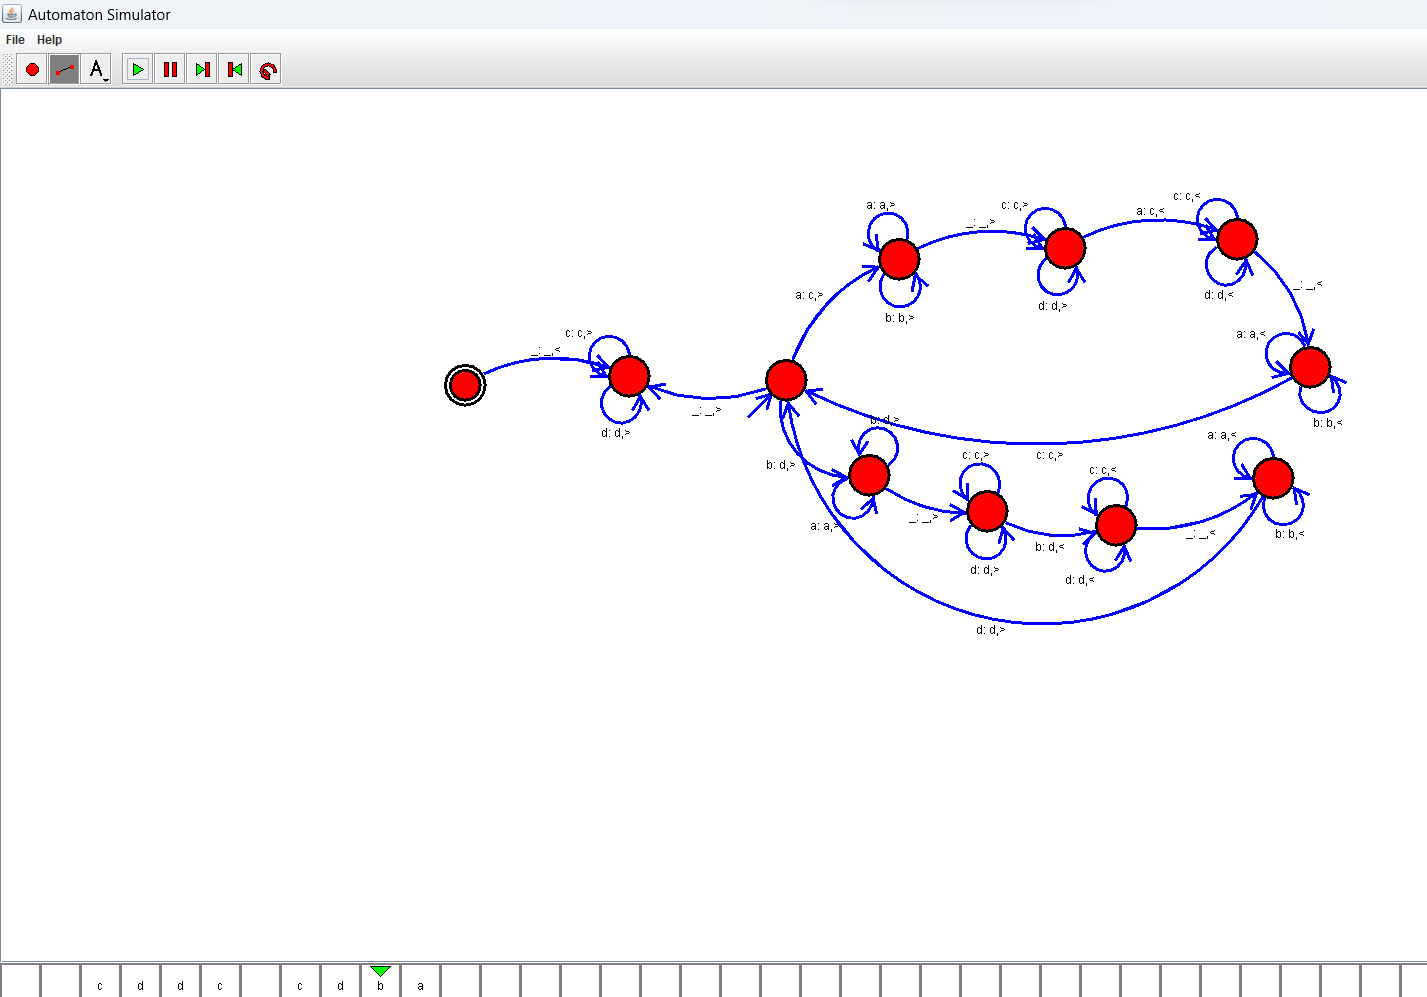 Automaton Simulator
File Help
A
a: a,>
b: b,>
_: _,>
c: c,>
d: d,>
a: c,<
c: c,<
d: d,<
a: c,>
_: _,<
a: a,<
b: b,<
c: c,>
_: _,<
c: c,>
d: d,>
_: _,>
b: d,>
b: d,>
a: a,>
_: _,>
c: c,>
d: d,>
b: d,<
c: c,<
d: d,<
_: _,<
a: a,<
b: b,<
d: d,>
c d d c c d b a